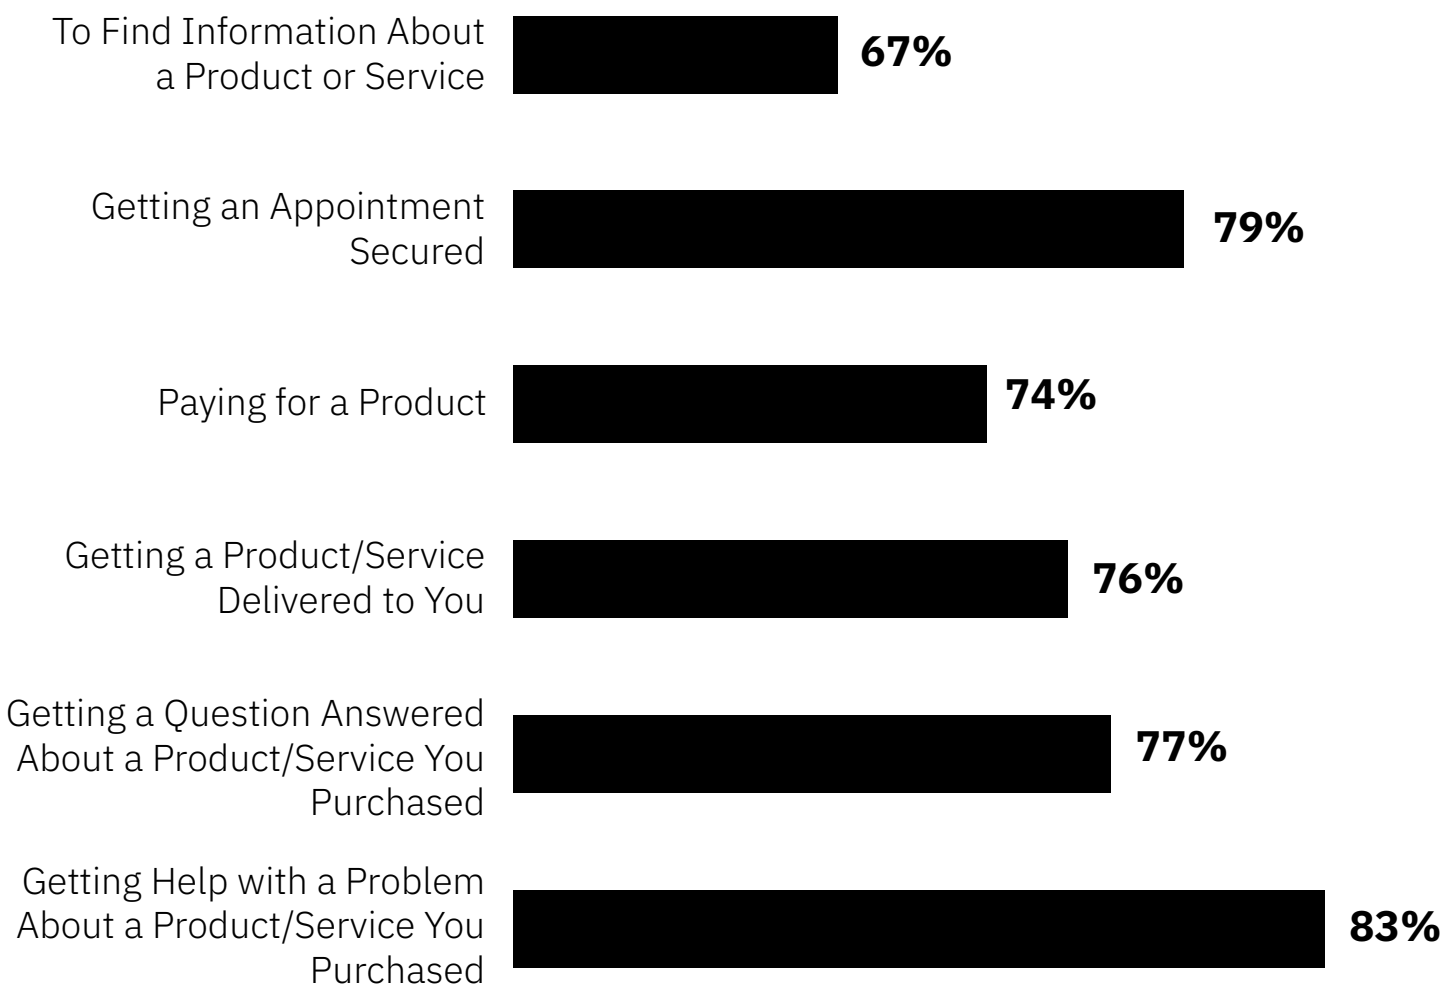 To Find Information About
a Product or Service
67%
Getting an Appointment
Secured
79%
Paying for a Product
74%
Getting a Product/Service
Delivered to You
76%
Getting a Question Answered
About a Product/Service You
Purchased
77%
Getting Help with a Problem
About a Product/Service You
Purchased
83%